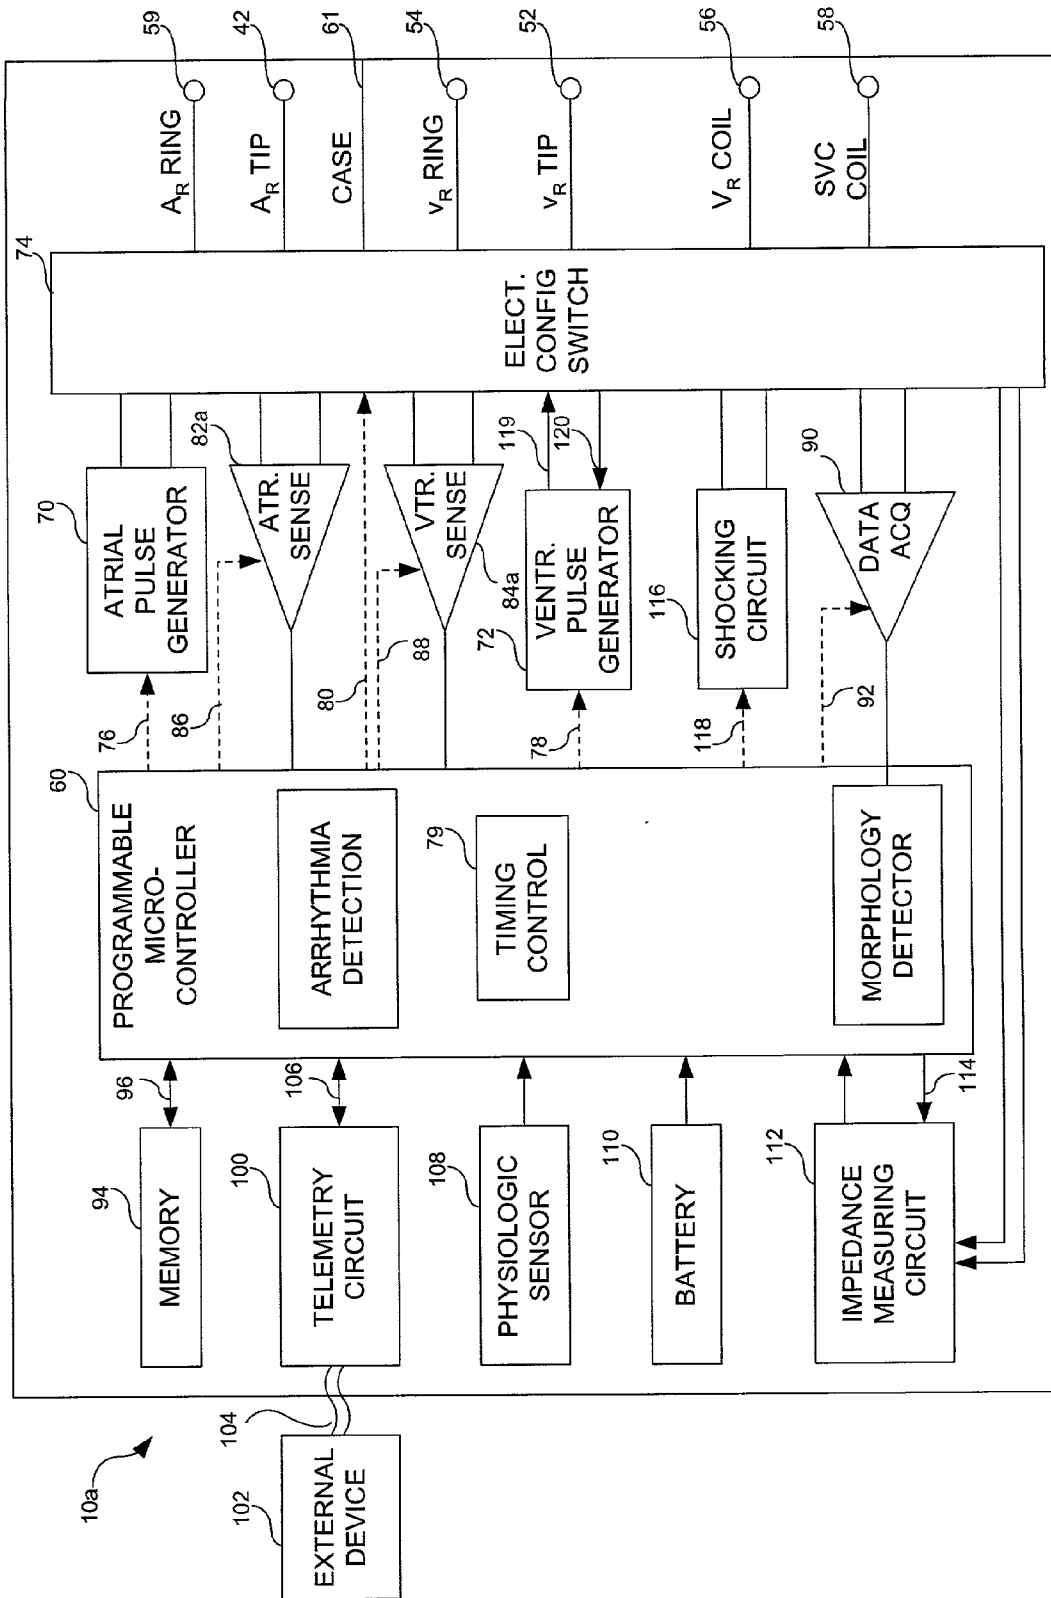 10a
EXTERNAL
DEVICE
102
104
MEMORY
94
96
TELEMETRY
CIRCUIT
100
106
PHYSIOLOGIC
SENSOR
108
BATTERY
110
IMPEDANCE
MEASURING
CIRCUIT
112
114
60
PROGRAMMABLE
MICRO-
CONTROLLER
ARRHYTHMIA
DETECTION
79
TIMING
CONTROL
MORPHOLOGY
DETECTOR
76
86
80
88
78
118
92
70
ATRIAL
PULSE
GENERATOR
82a
ATR.
SENSE
VTR.
SENSE
84a
72
VENTR.
PULSE
GENERATOR
119
120
116
SHOCKING
CIRCUIT
90
DATA
ACQ
74
ELECT.
CONFIG
SWITCH
AR RING
59
AR TIP
42
CASE
61
vR RING
54
vR TIP
52
VR COIL
56
SVC
COIL
58